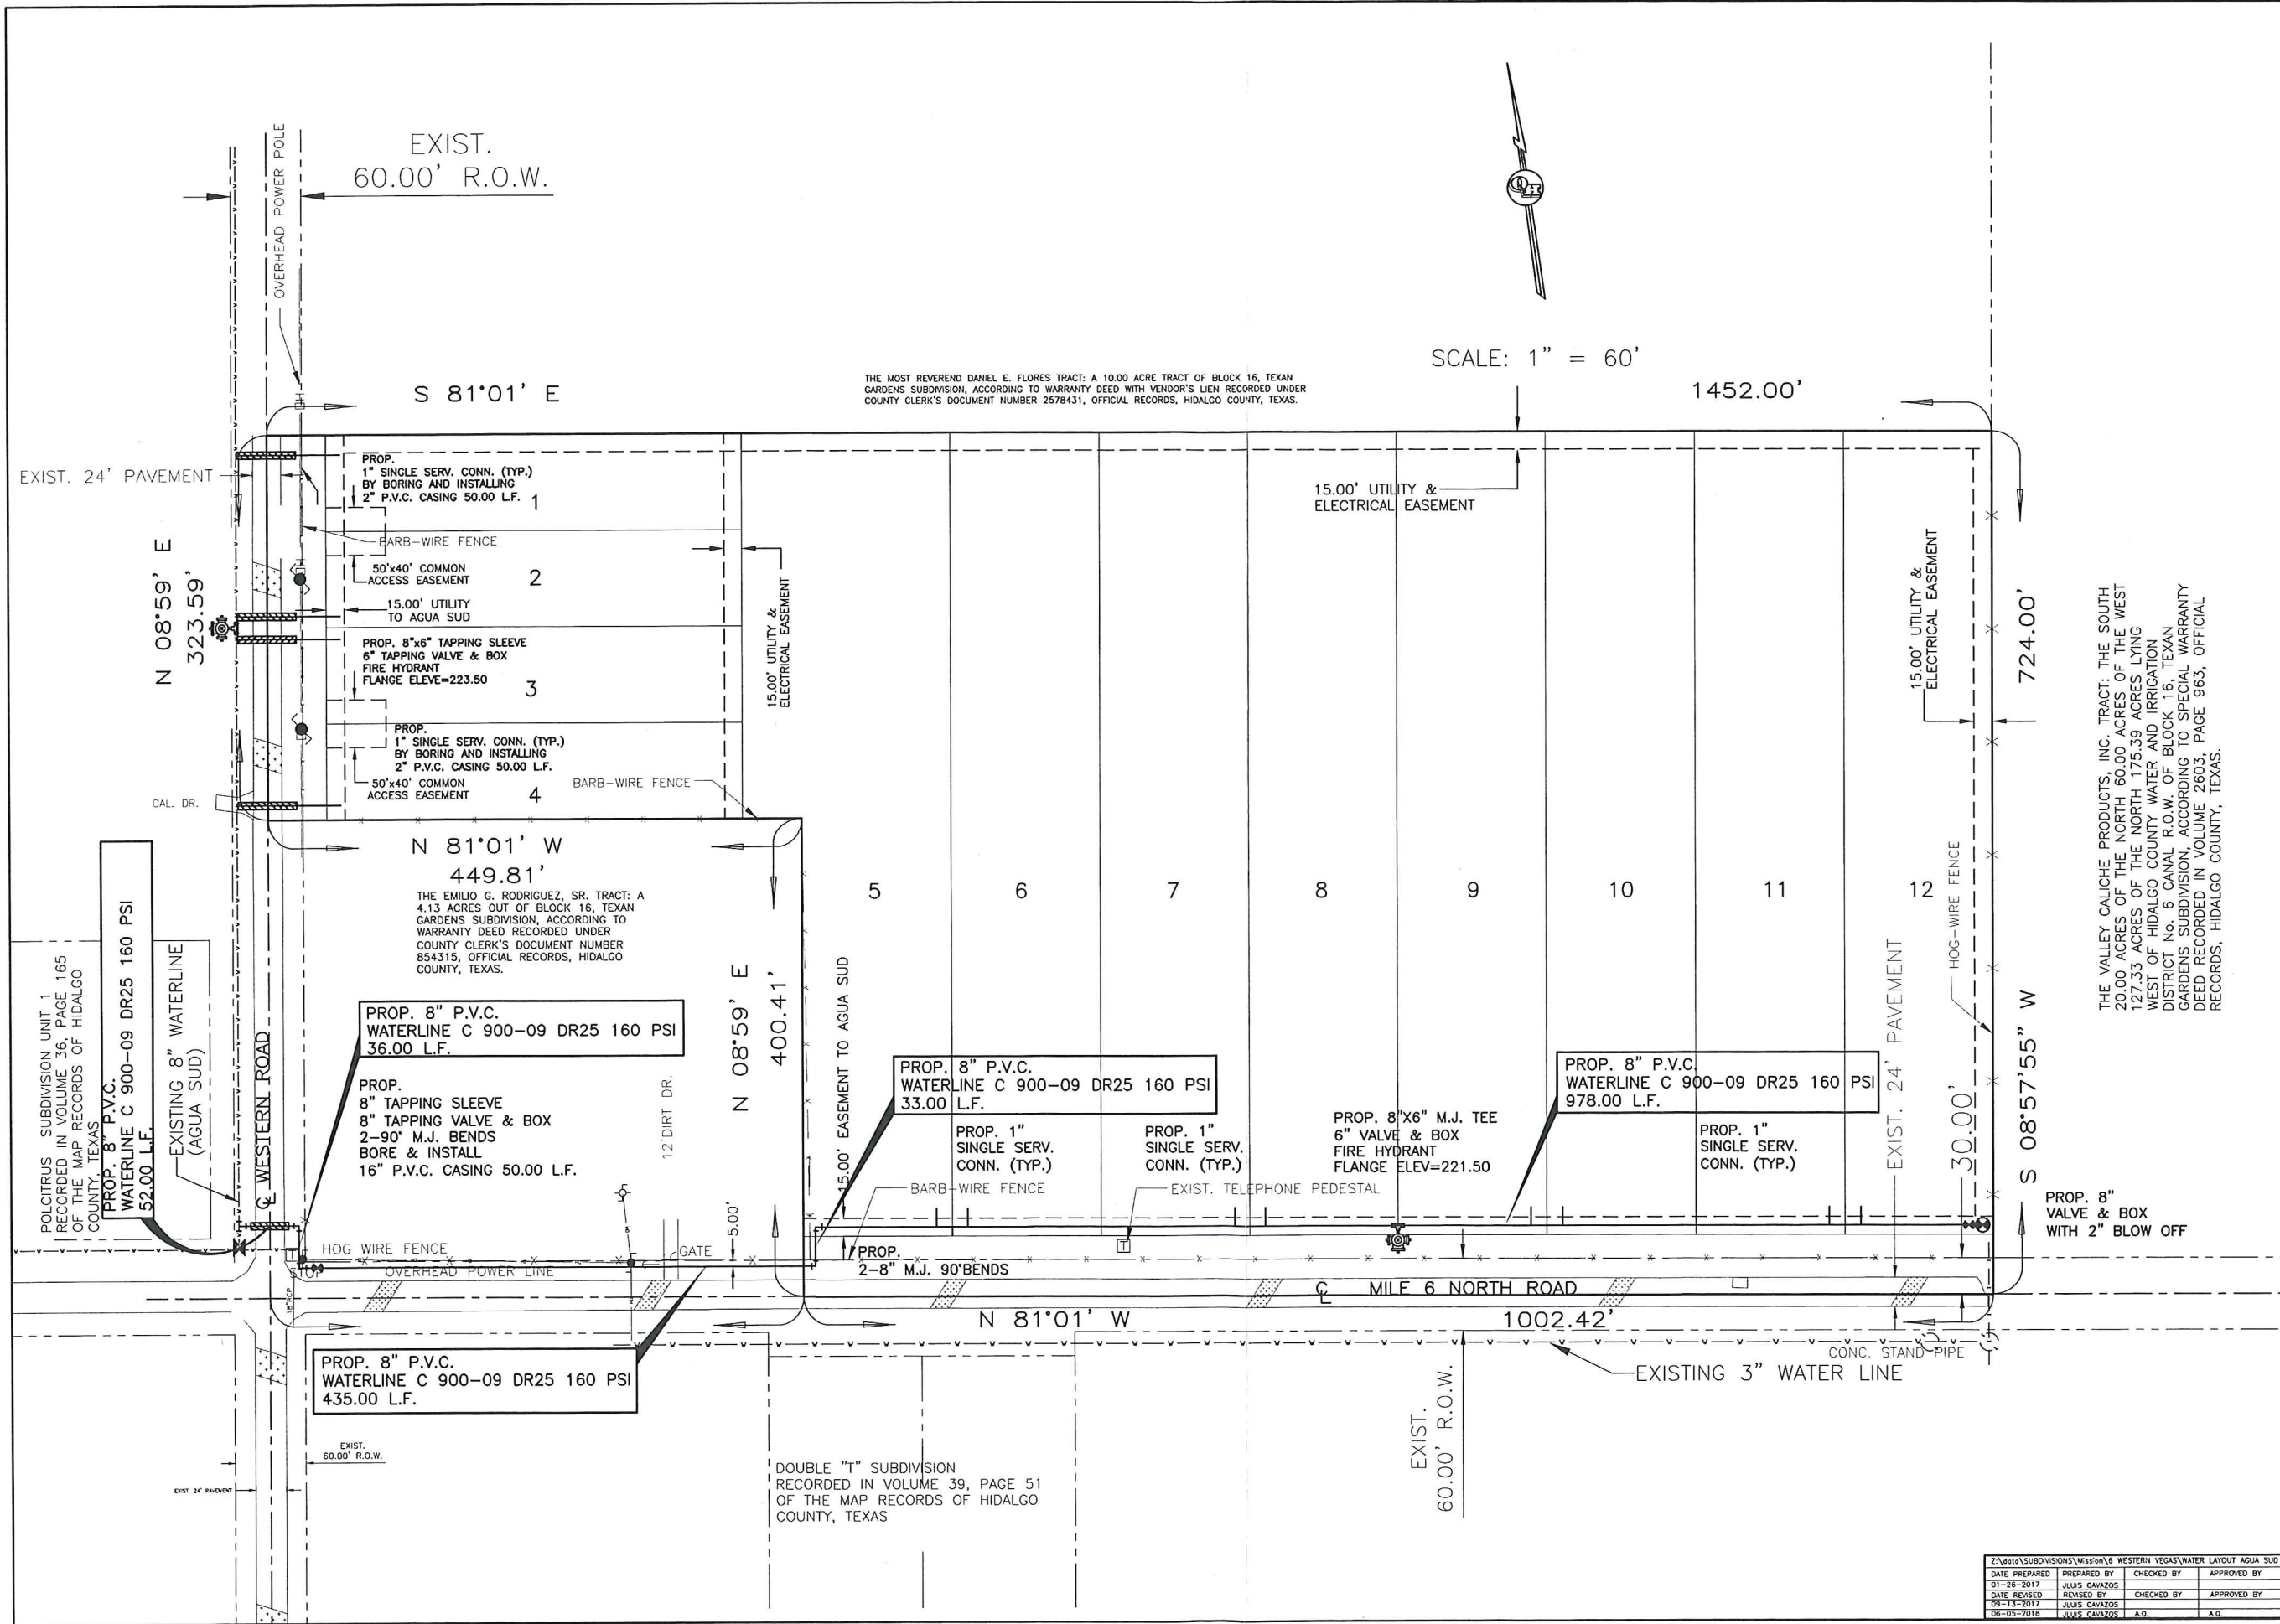 EXIST.
60.00' R.O.W.
OVERHEAD POWER POLE
SCALE: 1" = 60'
S 81°01' E
THE MOST REVEREND DANIEL E. FLORES TRACT: A 10.00 ACRE TRACT OF BLOCK 16, TEXAN
GARDENS SUBDIVISION, ACCORDING TO WARRANTY DEED WITH VENDOR'S LIEN RECORDED UNDER
COUNTY CLERK'S DOCUMENT NUMBER 2578431, OFFICIAL RECORDS, HIDALGO COUNTY, TEXAS.
1452.00'
EXIST. 24' PAVEMENT
PROP.
1" SINGLE SERV. CONN. (TYP.)
BY BORING AND INSTALLING
2" P.V.C. CASING 50.00 L.F.
1
BARB-WIRE FENCE
50'x40' COMMON
ACCESS EASEMENT
2
15.00' UTILITY
TO AGUA SUD
N 08°59' E
323.59'
PROP. 8"x6" TAPPING SLEEVE
6" TAPPING VALVE & BOX
FIRE HYDRANT
FLANGE ELEVE=223.50
3
PROP.
1" SINGLE SERV. CONN. (TYP.)
BY BORING AND INSTALLING
2" P.V.C. CASING 50.00 L.F.
50'x40' COMMON
ACCESS EASEMENT
4
BARB-WIRE FENCE
CAL. DR.
15.00' UTILITY &
ELECTRICAL EASEMENT
15.00' UTILITY &
ELECTRICAL EASEMENT
15.00' UTILITY &
ELECTRICAL EASEMENT
724.00'
THE VALLEY CALICHE PRODUCTS, INC. TRACT: THE SOUTH
20.00 ACRES OF THE NORTH 60.00 ACRES OF THE WEST
127.33 ACRES OF THE NORTH 175.39 ACRES LYING
WEST OF HIDALGO COUNTY WATER AND IRRIGATION
DISTRICT No. 6 CANAL R.O.W. OF BLOCK 16, TEXAN
GARDENS SUBDIVISION, ACCORDING TO SPECIAL WARRANTY
DEED RECORDED IN VOLUME 2603, PAGE 963, OFFICIAL
RECORDS, HIDALGO COUNTY, TEXAS.
N 81°01' W
449.81'
THE EMILIO G. RODRIGUEZ, SR. TRACT: A
4.13 ACRES OUT OF BLOCK 16, TEXAN
GARDENS SUBDIVISION, ACCORDING TO
WARRANTY DEED RECORDED UNDER
COUNTY CLERK'S DOCUMENT NUMBER
854315, OFFICIAL RECORDS, HIDALGO
COUNTY, TEXAS.
5
6
7
8
9
10
11
12
HOG-WIRE FENCE
POLCITRUS SUBDIVISION UNIT 1
RECORDED IN VOLUME 36, PAGE 165
OF THE MAP RECORDS OF HIDALGO
COUNTY, TEXAS
PROP. 8" P.V.C.
WATERLINE C 900-09 DR25 160 PSI
52.00 L.F.
EXISTING 8" WATERLINE
(AGUA SUD)
℄ WESTERN ROAD
PROP. 8" P.V.C.
WATERLINE C 900-09 DR25 160 PSI
36.00 L.F.
PROP.
8" TAPPING SLEEVE
8" TAPPING VALVE & BOX
2-90° M.J. BENDS
BORE & INSTALL
16" P.V.C. CASING 50.00 L.F.
12'DIRT DR.
N 08°59' E
400.41'
15.00' EASEMENT TO AGUA SUD
PROP. 8" P.V.C.
WATERLINE C 900-09 DR25 160 PSI
33.00 L.F.
PROP. 1"
SINGLE SERV.
CONN. (TYP.)
PROP. 1"
SINGLE SERV.
CONN. (TYP.)
PROP. 8"X6" M.J. TEE
6" VALVE & BOX
FIRE HYDRANT
FLANGE ELEV=221.50
PROP. 8" P.V.C.
WATERLINE C 900-09 DR25 160 PSI
978.00 L.F.
PROP. 1"
SINGLE SERV.
CONN. (TYP.)
EXIST. 24' PAVEMENT
30.00'
S 08°57'55" W
PROP. 8"
VALVE & BOX
WITH 2" BLOW OFF
BARB-WIRE FENCE
EXIST. TELEPHONE PEDESTAL
T
5.00'
GATE
HOG WIRE FENCE
T
STOP
OVERHEAD POWER LINE
18"RCP
PROP.
2-8" M.J. 90°BENDS
℄ MILE 6 NORTH ROAD
N 81°01' W
1002.42'
CONC. STAND PIPE
EXISTING 3" WATER LINE
PROP. 8" P.V.C.
WATERLINE C 900-09 DR25 160 PSI
435.00 L.F.
EXIST.
60.00' R.O.W.
EXIST.
60.00' R.O.W.
EXIST. 24' PAVEMENT
DOUBLE "T" SUBDIVISION
RECORDED IN VOLUME 39, PAGE 51
OF THE MAP RECORDS OF HIDALGO
COUNTY, TEXAS
Z:\data\SUBDIVISIONS\Mission\6 WESTERN VEGAS\WATER LAYOUT AGUA SUD
DATE PREPARED PREPARED BY CHECKED BY APPROVED BY
01-26-2017 JLUIS CAVAZOS
DATE REVISED REVISED BY CHECKED BY APPROVED BY
09-13-2017 JLUIS CAVAZOS
06-05-2018 JLUIS CAVAZOS A.Q. A.Q.